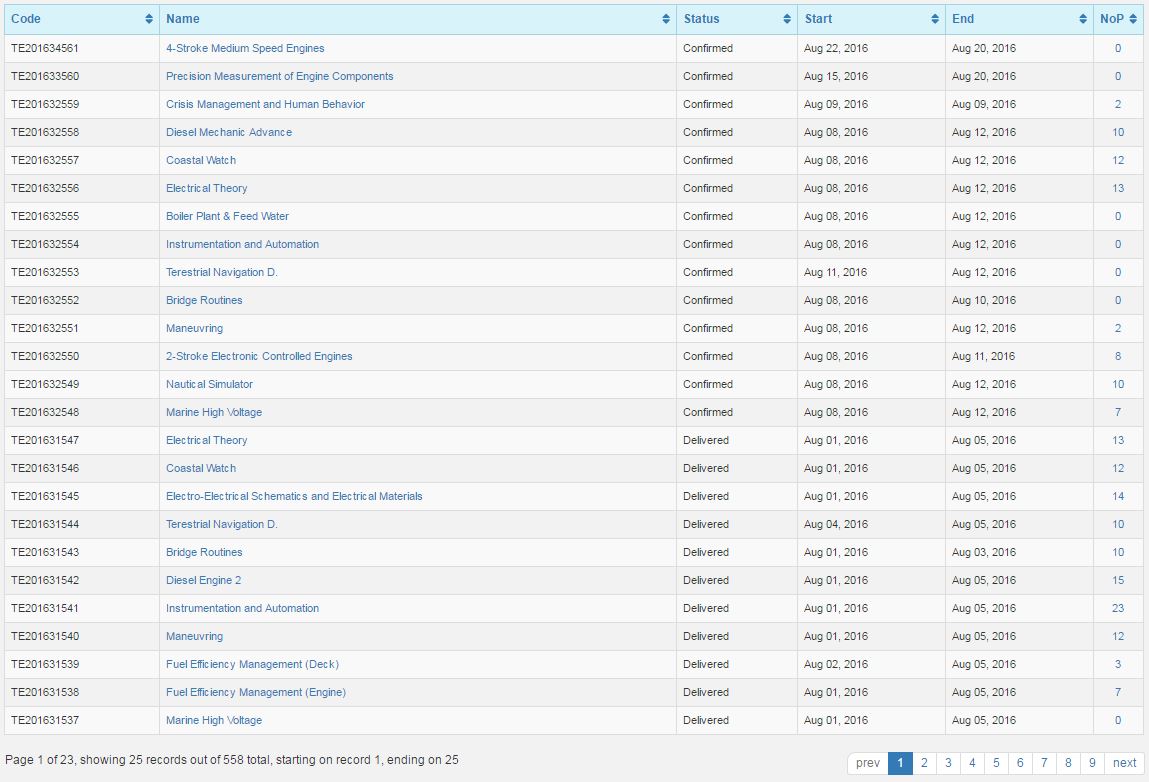 Code Name Status Start End NoP
TE201634561 4-Stroke Medium Speed Engines Confirmed Aug 22, 2016 Aug 20, 2016 0
TE201633560 Precision Measurement of Engine Components Confirmed Aug 15, 2016 Aug 20, 2016 0
TE201632559 Crisis Management and Human Behavior Confirmed Aug 09, 2016 Aug 09, 2016 2
TE201632558 Diesel Mechanic Advance Confirmed Aug 08, 2016 Aug 12, 2016 10
TE201632557 Coastal Watch Confirmed Aug 08, 2016 Aug 12, 2016 12
TE201632556 Electrical Theory Confirmed Aug 08, 2016 Aug 12, 2016 13
TE201632555 Boiler Plant & Feed Water Confirmed Aug 08, 2016 Aug 12, 2016 0
TE201632554 Instrumentation and Automation Confirmed Aug 08, 2016 Aug 12, 2016 0
TE201632553 Terestrial Navigation D. Confirmed Aug 11, 2016 Aug 12, 2016 0
TE201632552 Bridge Routines Confirmed Aug 08, 2016 Aug 10, 2016 0
TE201632551 Maneuvring Confirmed Aug 08, 2016 Aug 12, 2016 2
TE201632550 2-Stroke Electronic Controlled Engines Confirmed Aug 08, 2016 Aug 11, 2016 8
TE201632549 Nautical Simulator Confirmed Aug 08, 2016 Aug 12, 2016 10
TE201632548 Marine High Voltage Confirmed Aug 08, 2016 Aug 12, 2016 7
TE201631547 Electrical Theory Delivered Aug 01, 2016 Aug 05, 2016 13
TE201631546 Coastal Watch Delivered Aug 01, 2016 Aug 05, 2016 12
TE201631545 Electro-Electrical Schematics and Electrical Materials Delivered Aug 01, 2016 Aug 05, 2016 14
TE201631544 Terestrial Navigation D. Delivered Aug 04, 2016 Aug 05, 2016 10
TE201631543 Bridge Routines Delivered Aug 01, 2016 Aug 03, 2016 10
TE201631542 Diesel Engine 2 Delivered Aug 01, 2016 Aug 05, 2016 15
TE201631541 Instrumentation and Automation Delivered Aug 01, 2016 Aug 05, 2016 23
TE201631540 Maneuvring Delivered Aug 01, 2016 Aug 05, 2016 12
TE201631539 Fuel Efficiency Management (Deck) Delivered Aug 02, 2016 Aug 05, 2016 3
TE201631538 Fuel Efficiency Management (Engine) Delivered Aug 01, 2016 Aug 05, 2016 7
TE201631537 Marine High Voltage Delivered Aug 01, 2016 Aug 05, 2016 0
Page 1 of 23, showing 25 records out of 558 total, starting on record 1, ending on 25
prev 1 2 3 4 5 6 7 8 9 next